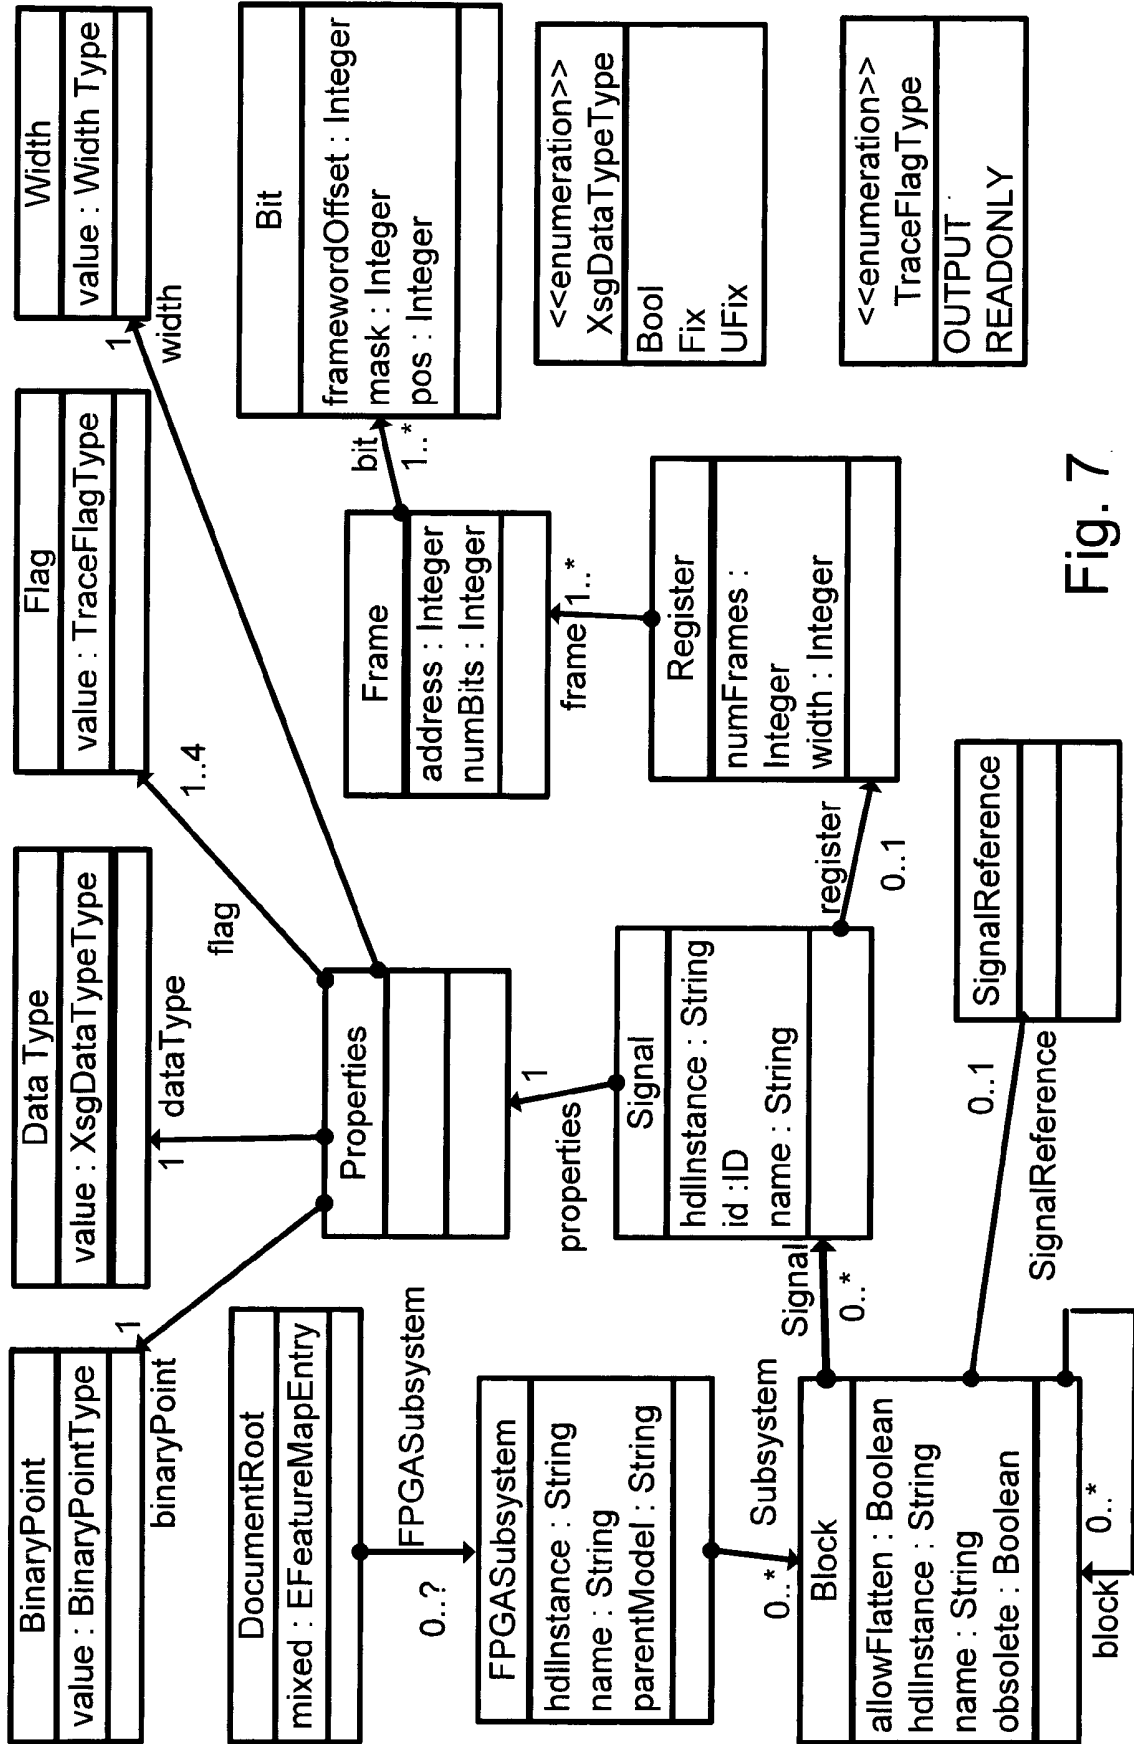 BinaryPoint
value : BinaryPointType
binaryPoint
1
Data Type
value : XsgDataTypeType
1
dataType
Flag
value : TraceFlagType
flag
1..4
Width
value : Width Type
1
width
DocumentRoot
mixed : EFeatureMapEntry
FPGASubsystem
0..?
Properties
properties
1
Frame
address : Integer
numBits : Integer
bit
1..*
Bit
framewordOffset : Integer
mask : Integer
pos : Integer
FPGASubsystem
hdlInstance : String
name : String
parentModel : String
Subsystem
0..*
Signal
hdlInstance : String
id :ID
name : String
Signal
0..*
frame
1..*
Register
numFrames :
Integer
width : Integer
register
0..1
<<enumeration>>
XsgDataTypeType
Bool
Fix
UFix
Block
allowFlatten : Boolean
hdlInstance : String
name : String
obsolete : Boolean
block
0..*
SignalReference
0..1
SignalReference
<<enumeration>>
TraceFlagType
OUTPUT
READONLY
Fig. 7